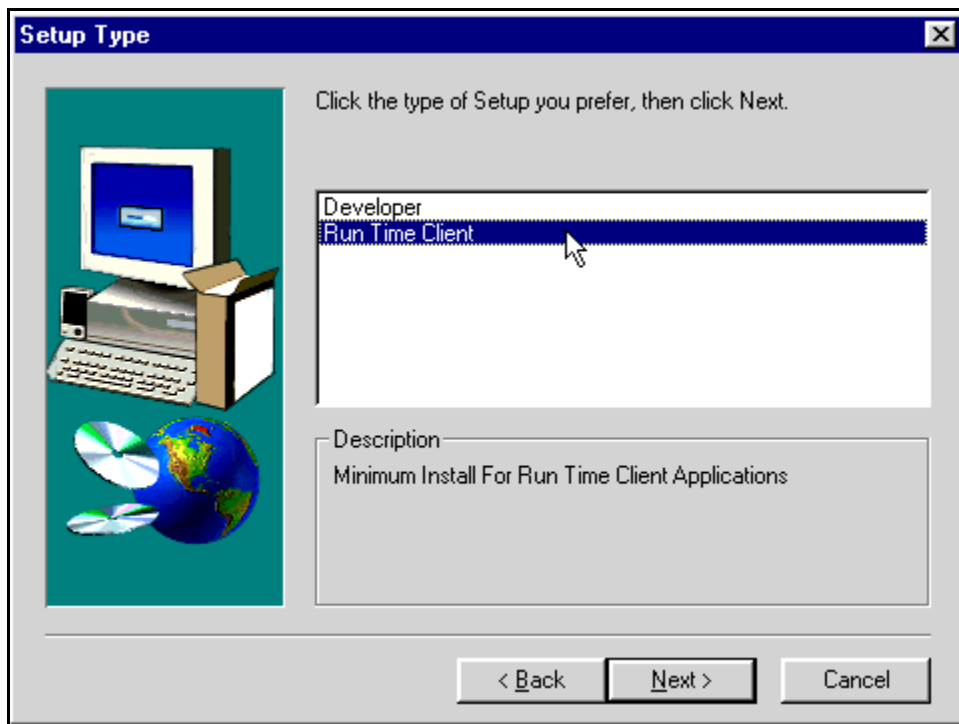 Setup Type
Click the type of Setup you prefer, then click Next.
Developer
Run Time Client
Description
Minimum Install For Run Time Client Applications
< Back
Next >
Cancel